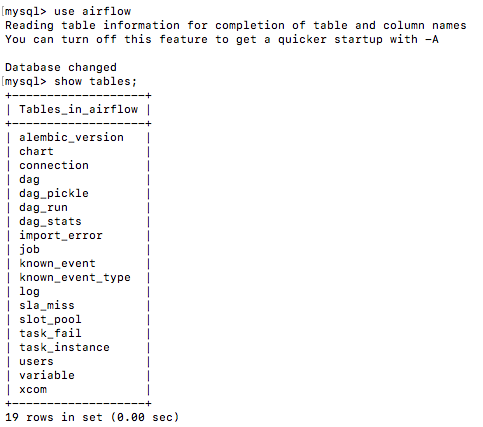 [mysql> use airflow
Reading table information for completion of table and column names
You can turn off this feature to get a quicker startup with -A

Database changed
[mysql> show tables;
+--------------------+
| Tables_in_airflow |
+--------------------+
| alembic_version   |
| chart             |
| connection        |
| dag               |
| dag_pickle        |
| dag_run           |
| dag_stats         |
| import_error      |
| job               |
| known_event       |
| known_event_type  |
| log               |
| sla_miss          |
| slot_pool         |
| task_fail         |
| task_instance     |
| users             |
| variable          |
| xcom              |
+--------------------+
19 rows in set (0.00 sec)